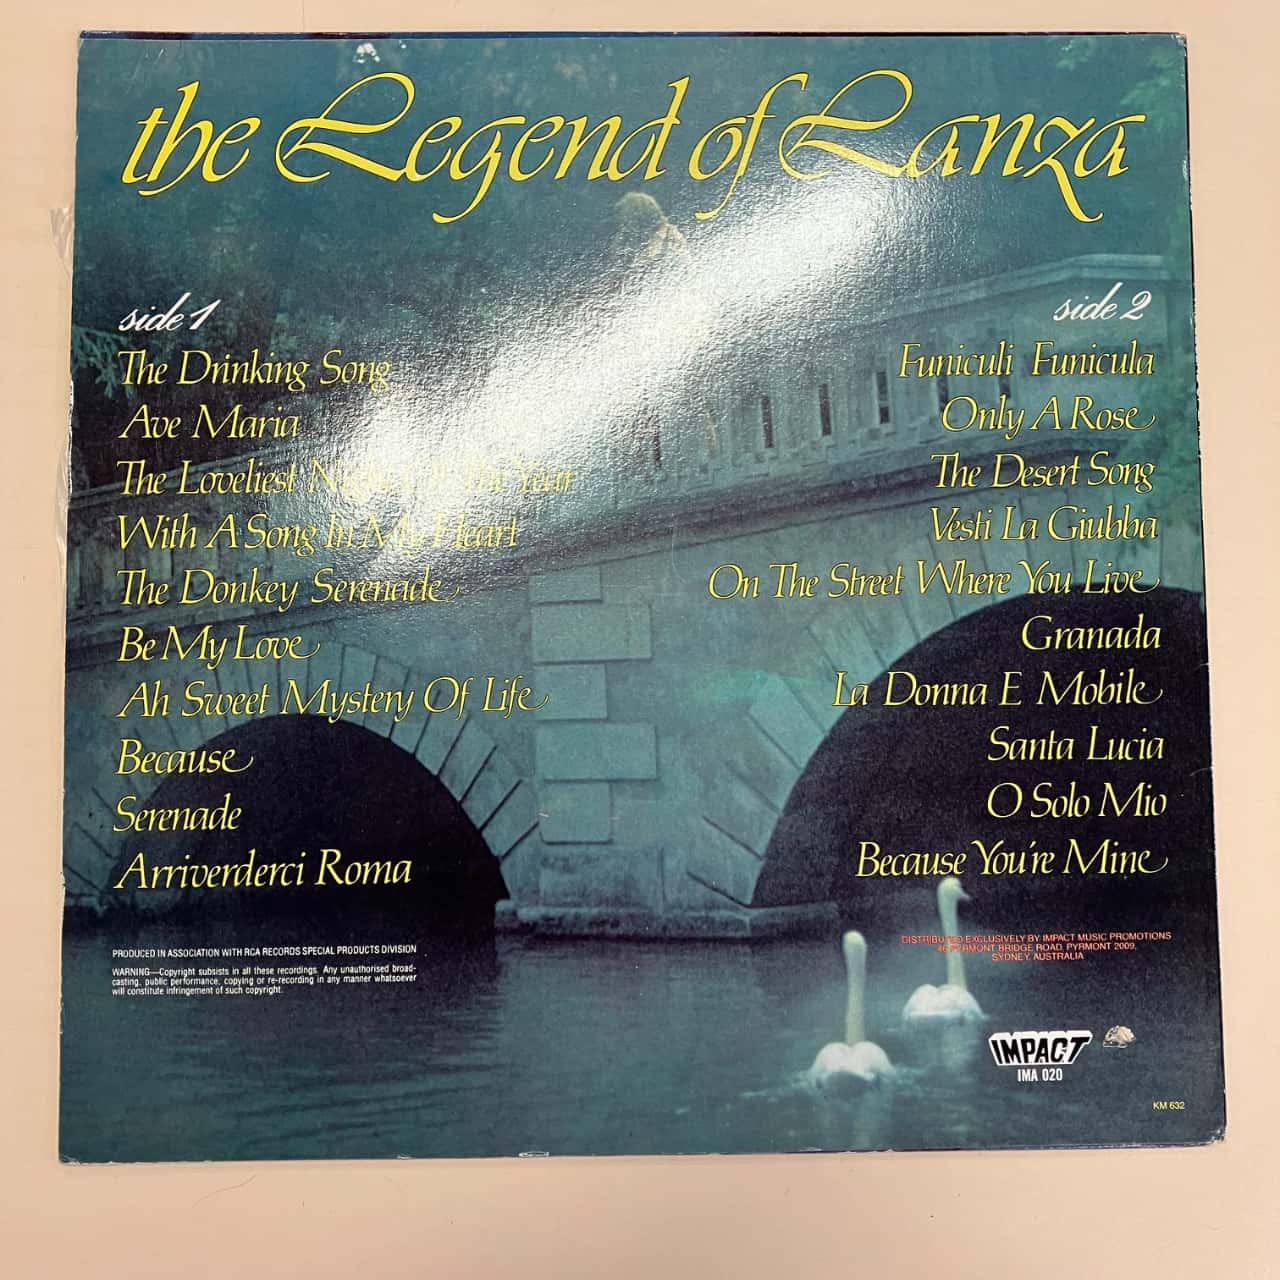 the Legend of Lanza
side 1
The Drinking Song
Ave Maria
The Loveliest Night Of The Year
With A Song In My Heart
The Donkey Serenade
Be My Love
Ah Sweet Mystery Of Life
Because
Serenade
Arriverderci Roma
side 2
Funiculi Funicula
Only A Rose
The Desert Song
Vesti La Giubba
On The Street Where You Live
Granada
La Donna E Mobile
Santa Lucia
O Solo Mio
Because You're Mine
PRODUCED IN ASSOCIATION WITH RCA RECORDS SPECIAL PRODUCTS DIVISION
WARNING—Copyright subsists in all these recordings. Any unauthorised broad-
casting, public performance, copying or re-recording in any manner whatsoever
will constitute infringement of such copyright.
DISTRIBUTED EXCLUSIVELY BY IMPACT MUSIC PROMOTIONS
46 PYRMONT BRIDGE ROAD, PYRMONT 2009,
SYDNEY, AUSTRALIA
IMPACT
IMA 020
KM 632